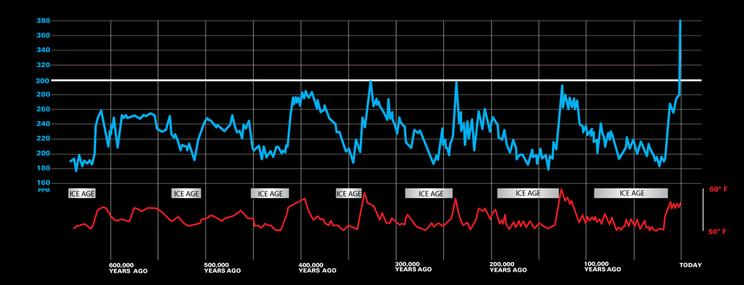 380
360
340
320
300
280
260
240
220
200
180
160
PPM
ICE AGE ICE AGE ICE AGE ICE AGE ICE AGE ICE AGE ICE AGE
60° F
50° F
600,000 500,000 400,000 300,000 200,000 100,000 TODAY
YEARS AGO YEARS AGO YEARS AGO YEARS AGO YEARS AGO YEARS AGO